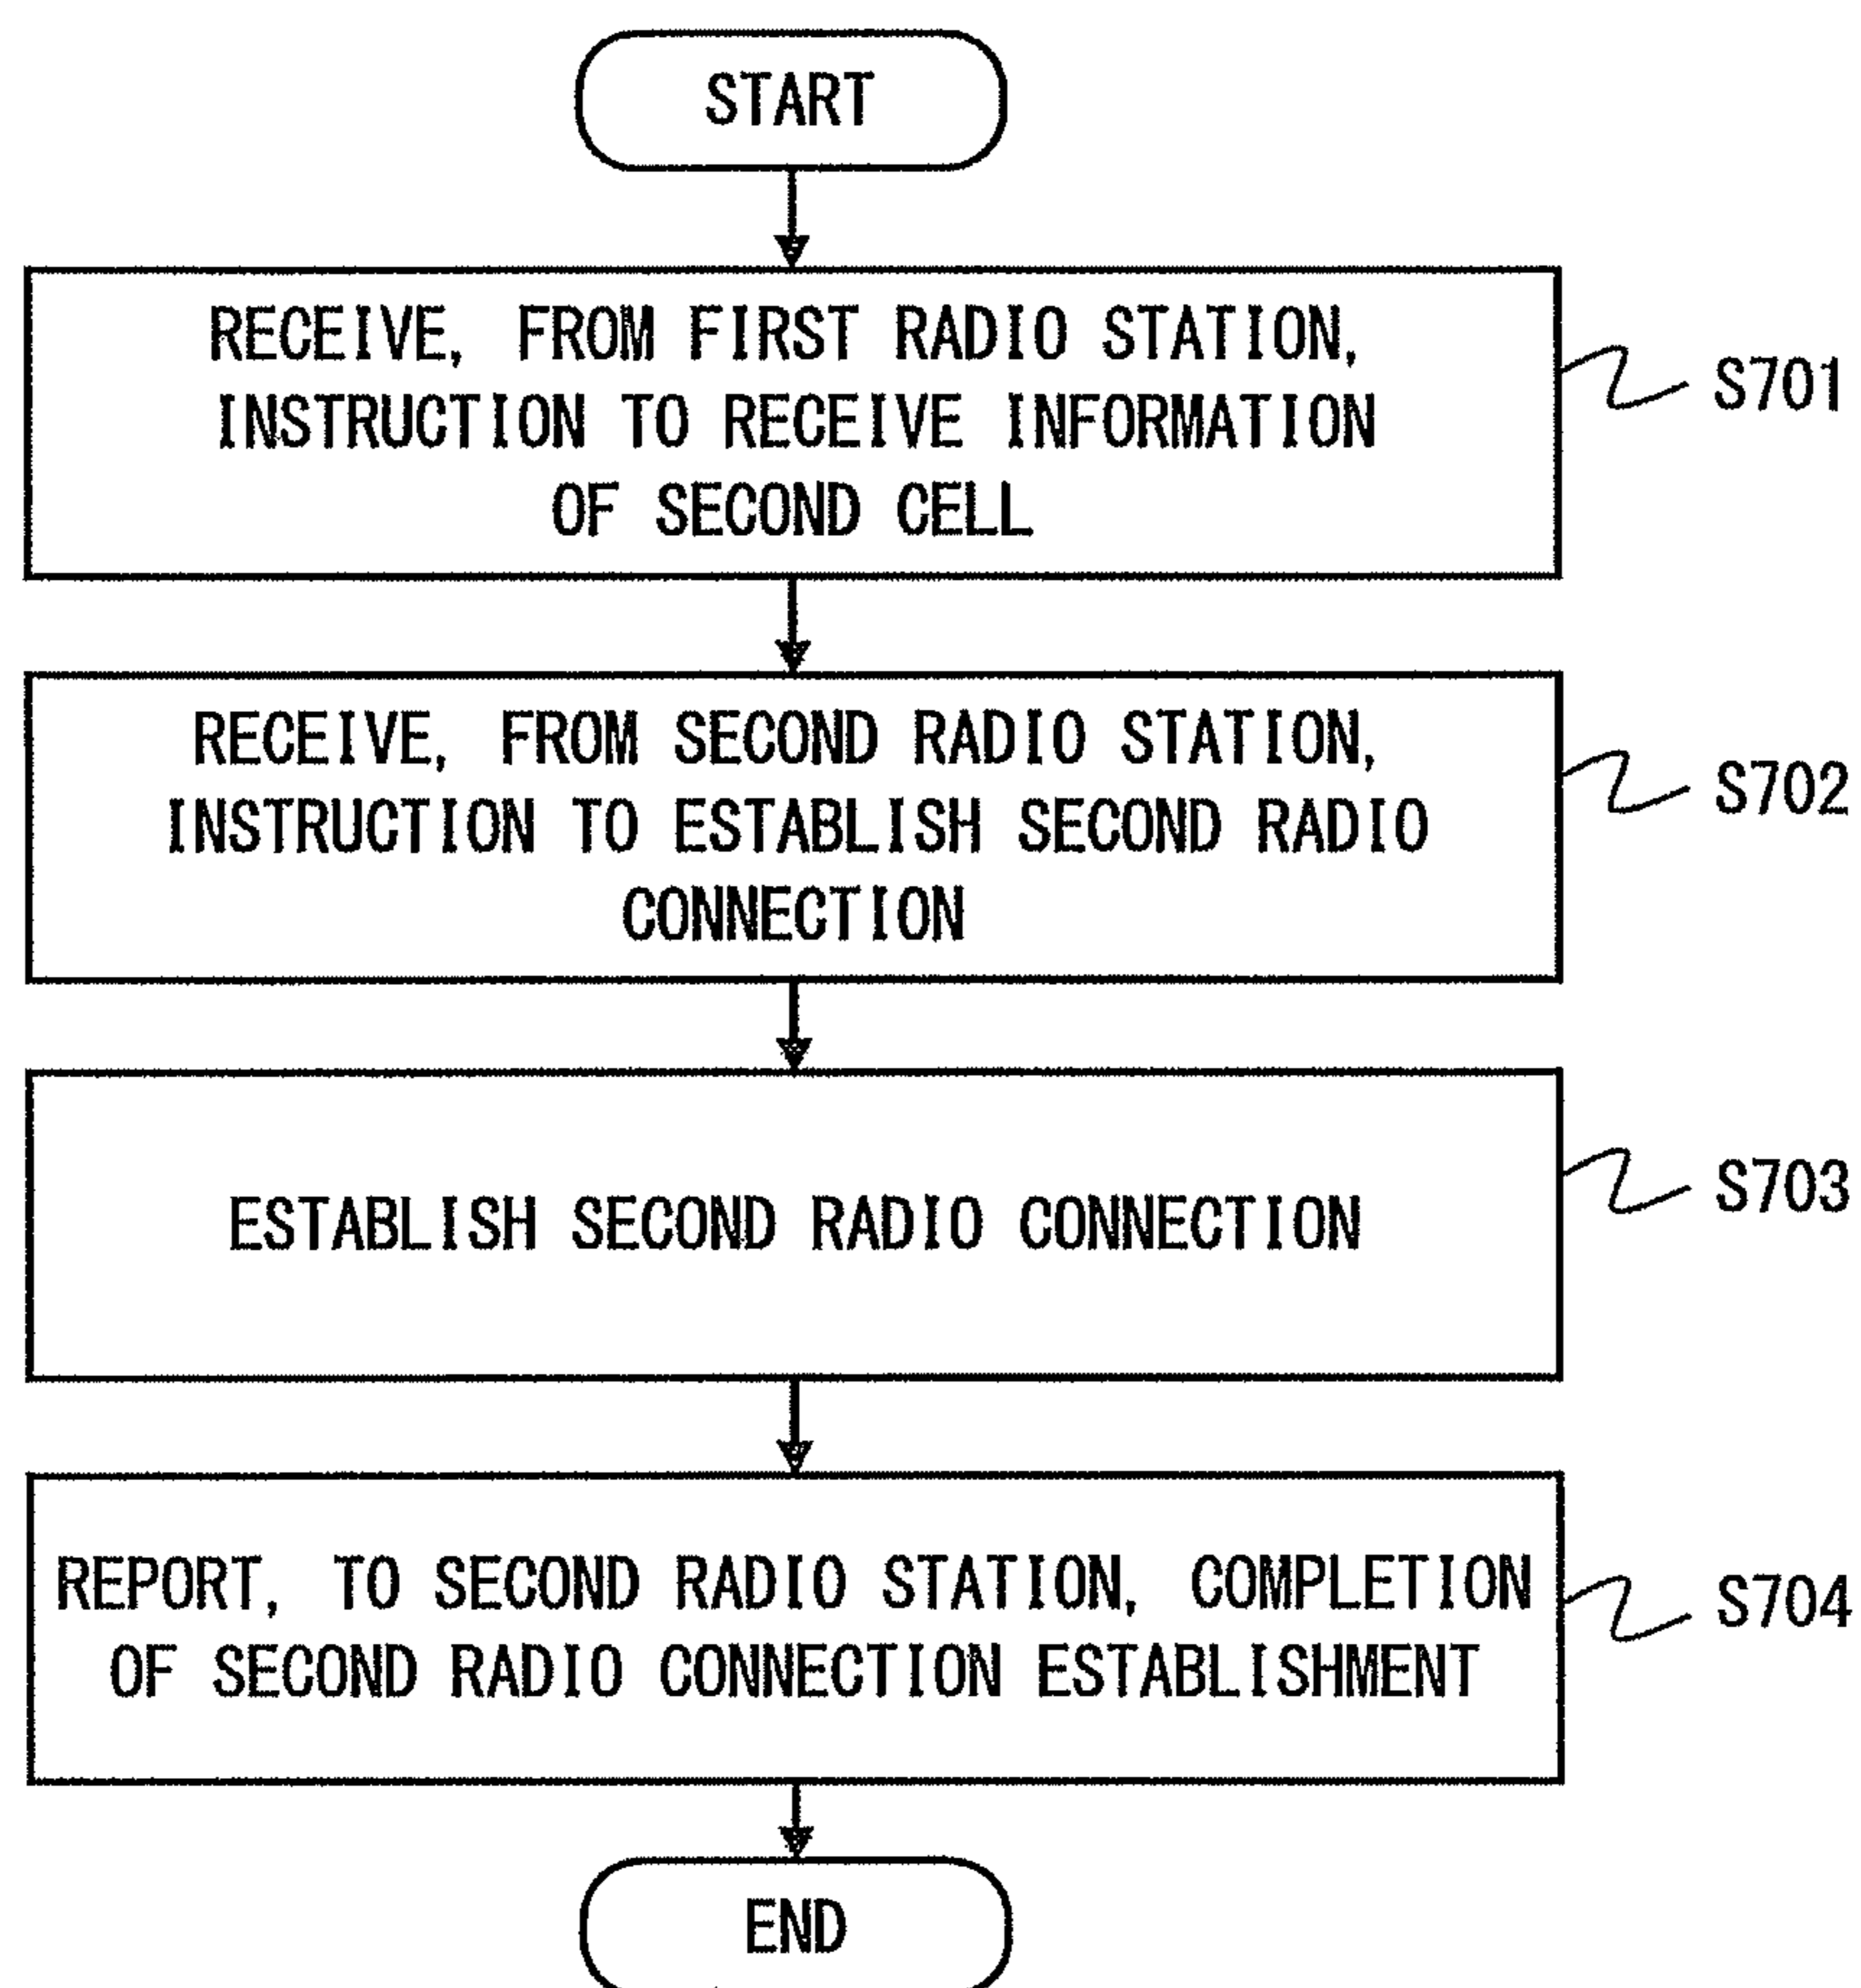 START
RECEIVE, FROM FIRST RADIO STATION,
INSTRUCTION TO RECEIVE INFORMATION
OF SECOND CELL
S701
RECEIVE, FROM SECOND RADIO STATION,
INSTRUCTION TO ESTABLISH SECOND RADIO
CONNECTION
S702
ESTABLISH SECOND RADIO CONNECTION
S703
REPORT, TO SECOND RADIO STATION, COMPLETION
OF SECOND RADIO CONNECTION ESTABLISHMENT
S704
END